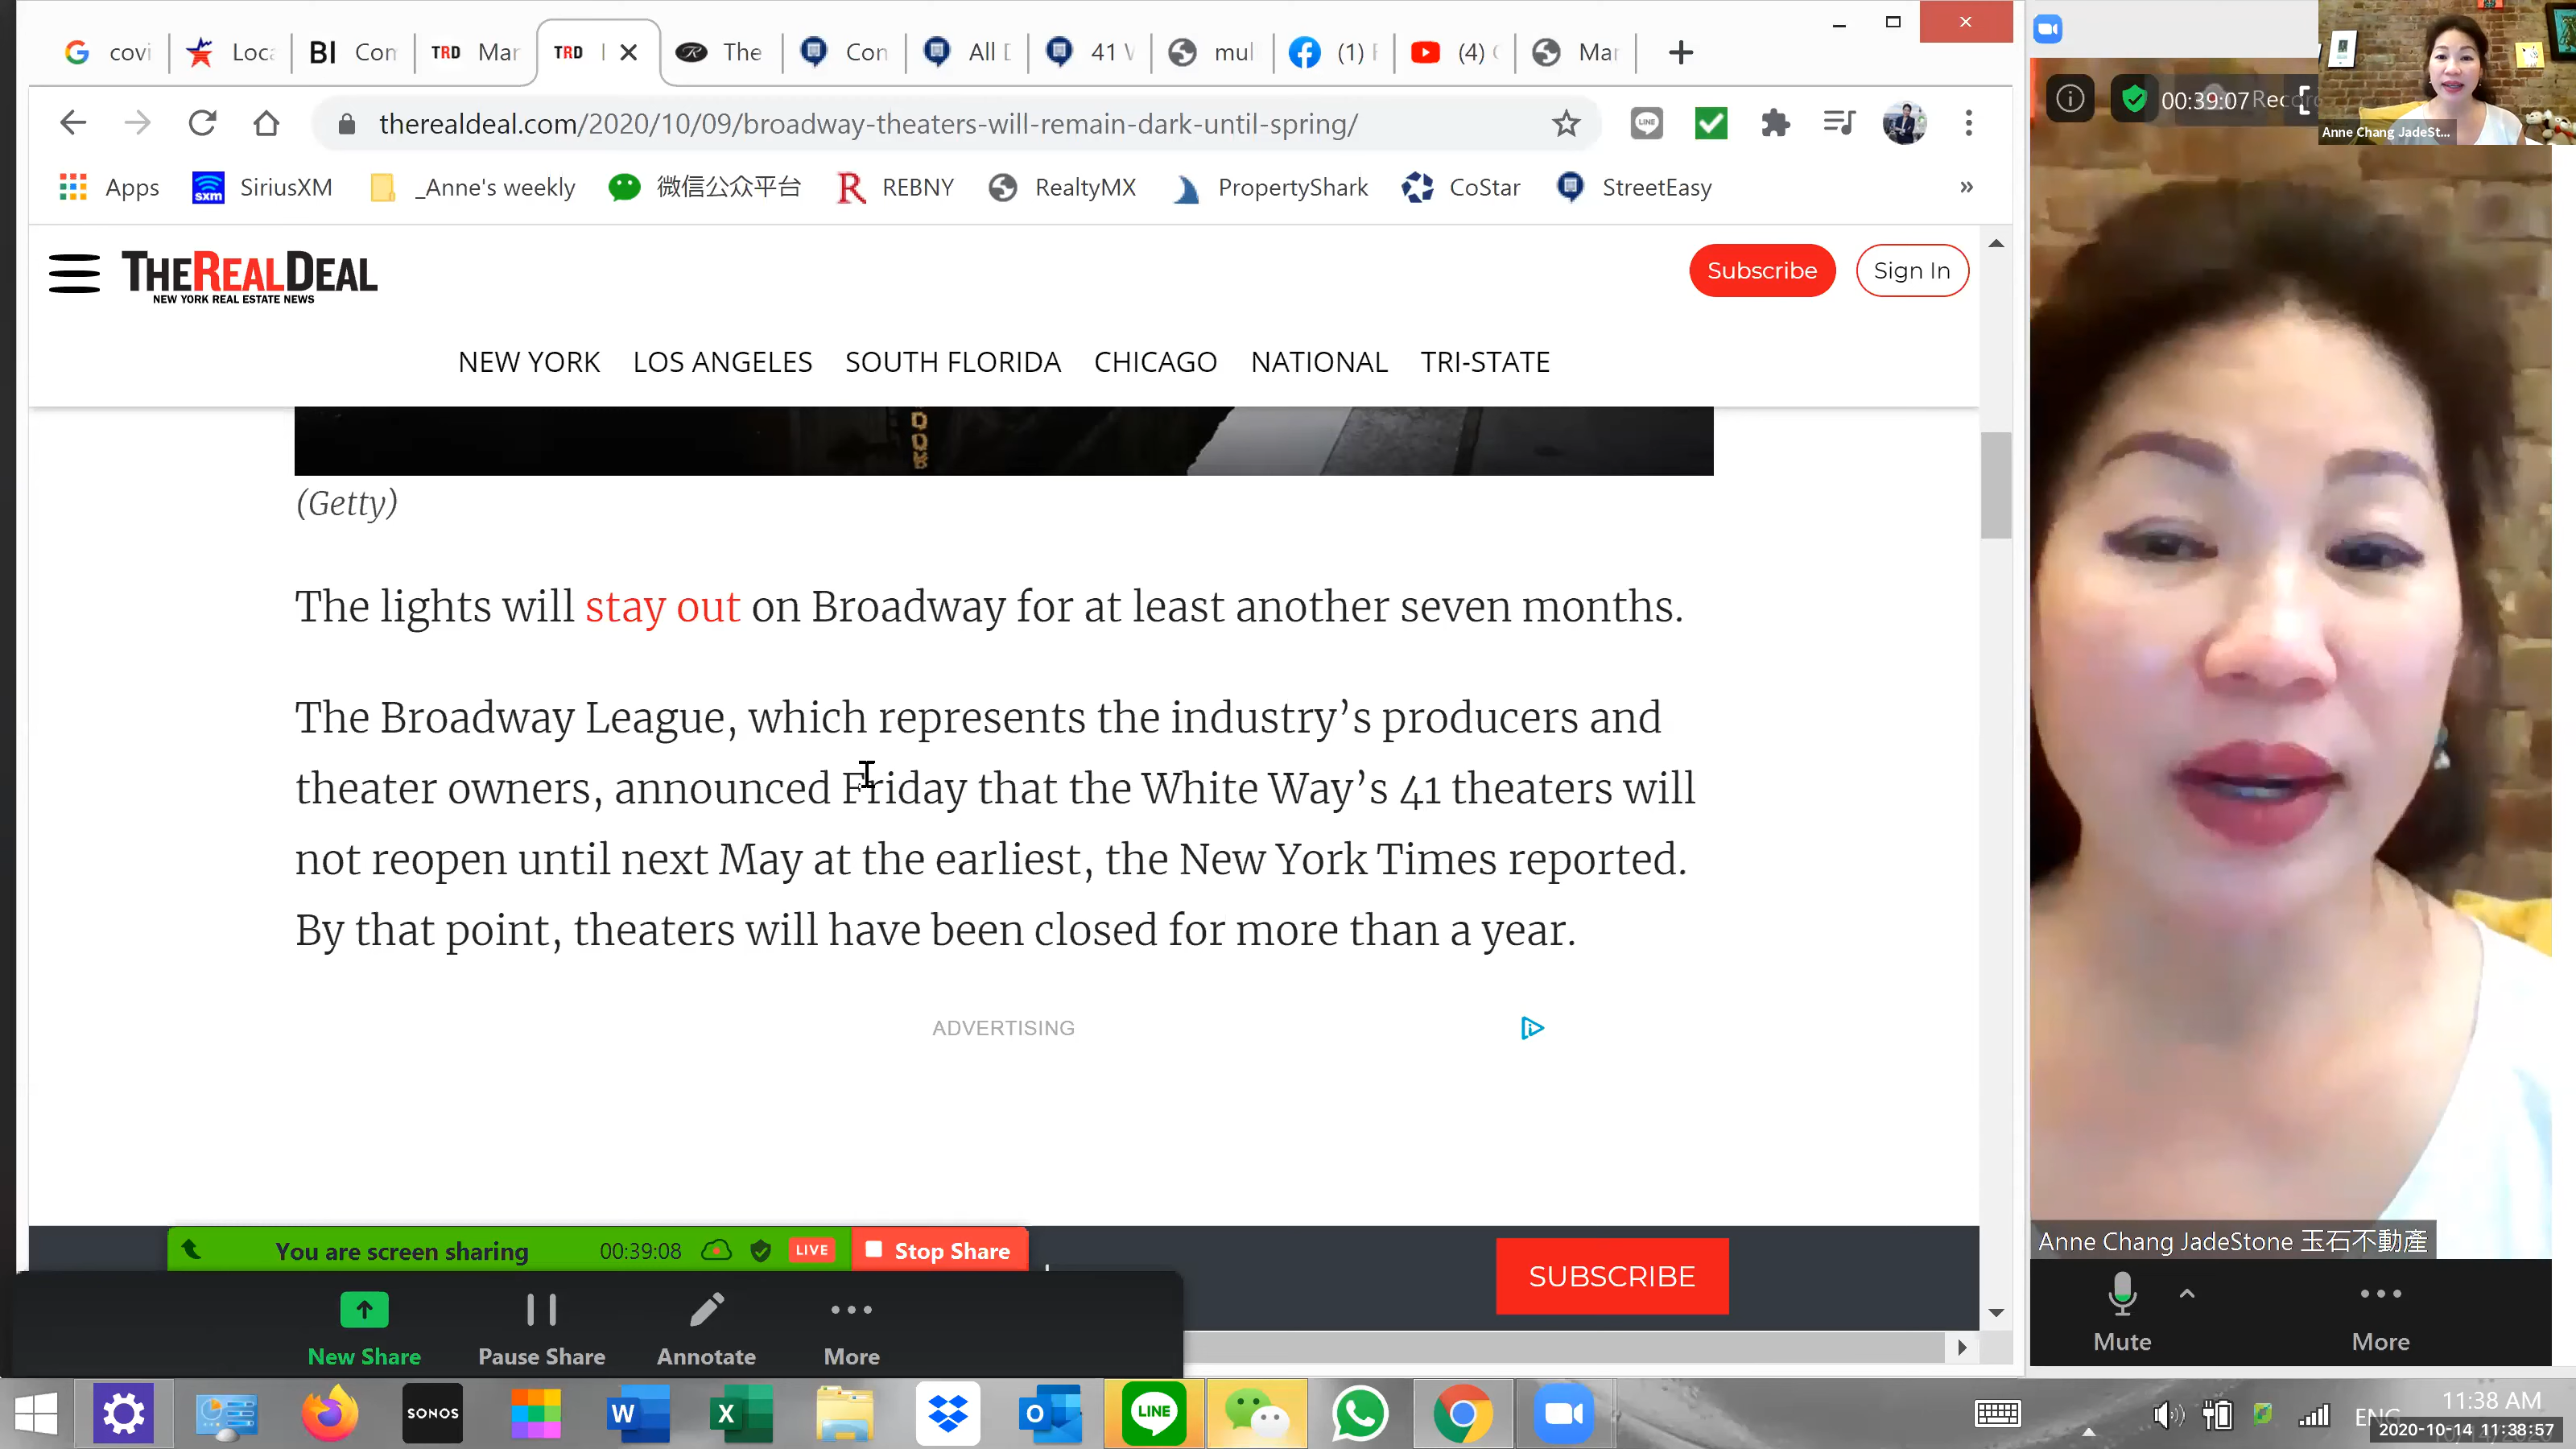 covi
Loca
BI Con
TRD Mar
TRD
The
Con
All D
41 W
mul
(1) F
(4)
Mar
therealdeal.com/2020/10/09/broadway-theaters-will-remain-dark-until-spring/
LINE
Apps
sxm SiriusXM
_Anne's weekly
微信公众平台
R REBNY
RealtyMX
PropertyShark
CoStar
StreetEasy
»
THEREALDEAL
NEW YORK REAL ESTATE NEWS
Subscribe
Sign In
NEW YORK LOS ANGELES SOUTH FLORIDA CHICAGO NATIONAL TRI-STATE
(Getty)
The lights will stay out on Broadway for at least another seven months.
The Broadway League, which represents the industry’s producers and
theater owners, announced Friday that the White Way’s 41 theaters will
not reopen until next May at the earliest, the New York Times reported.
By that point, theaters will have been closed for more than a year.
ADVERTISING
SUBSCRIBE
You are screen sharing 00:39:08 LIVE Stop Share
New Share
Pause Share
Annotate
More
00:39:07
Anne Chang JadeSt...
Anne Chang JadeStone 玉石不動產
Mute
More
SONOS
W
X
O
LINE
11:38 AM
2020-10-14 11:38:57